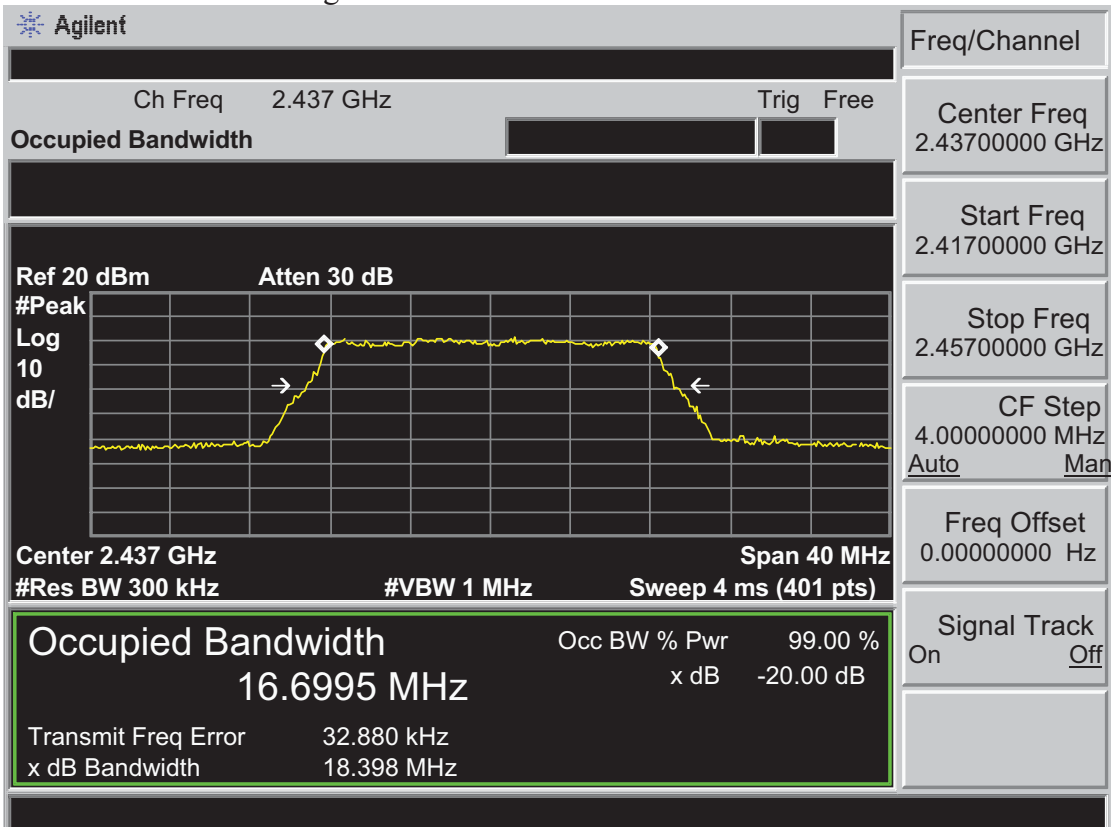 Agilent
Freq/Channel
Ch Freq 2.437 GHz Trig Free
Occupied Bandwidth
Center Freq
2.43700000 GHz
Start Freq
2.41700000 GHz
Ref 20 dBm Atten 30 dB
#Peak
Log
10
dB/
Stop Freq
2.45700000 GHz
CF Step
4.00000000 MHz
Auto Man
Freq Offset
0.00000000 Hz
Center 2.437 GHz Span 40 MHz
#Res BW 300 kHz #VBW 1 MHz Sweep 4 ms (401 pts)
Signal Track
On Off
Occupied Bandwidth Occ BW % Pwr 99.00 %
16.6995 MHz x dB -20.00 dB
Transmit Freq Error 32.880 kHz
x dB Bandwidth 18.398 MHz